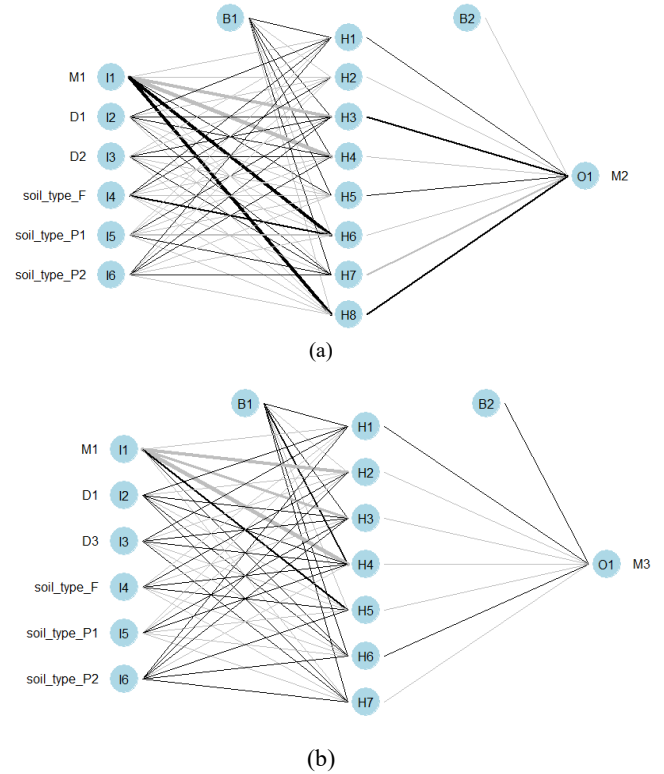 B1
B2
H1
M1 I1
H2
D1 I2
H3
D2 I3
H4
soil_type_F I4
H5
O1 M2
soil_type_P1 I5
H6
soil_type_P2 I6
H7
H8
(a)
B1
B2
H1
M1 I1
H2
D1 I2
H3
D3 I3
H4
O1 M3
soil_type_F I4
H5
soil_type_P1 I5
H6
soil_type_P2 I6
H7
(b)